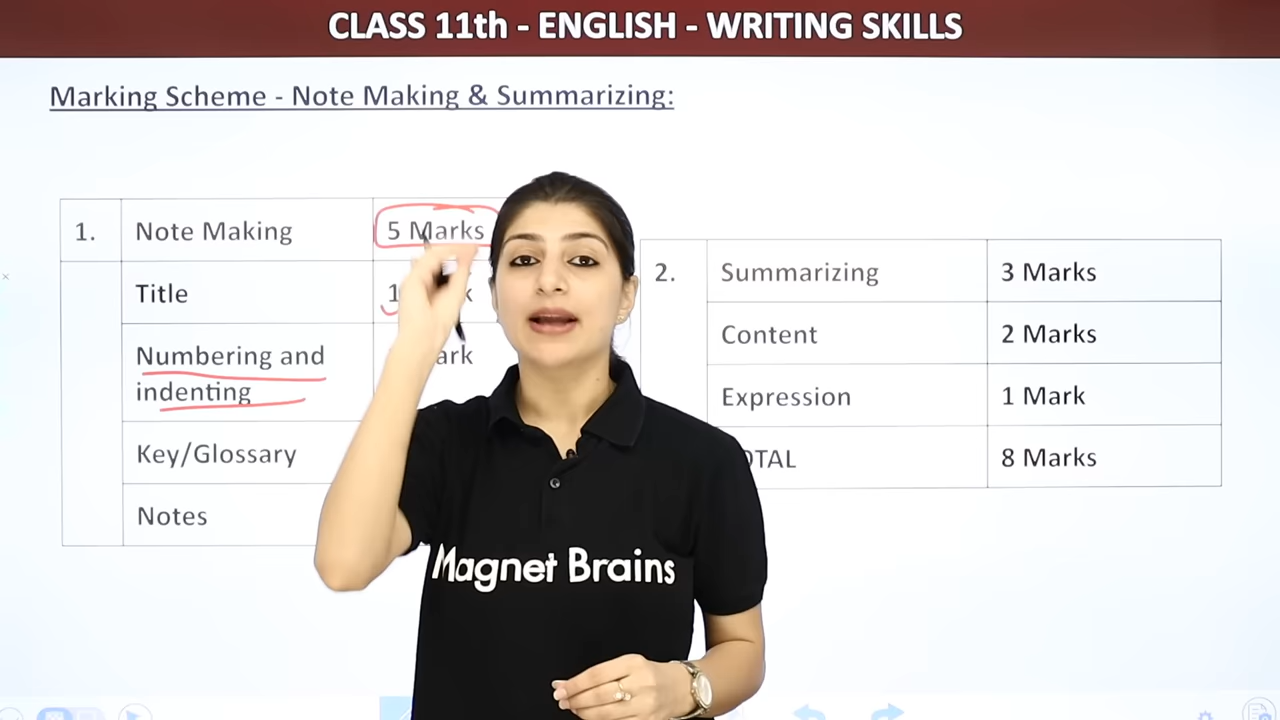 CLASS 11th - ENGLISH - WRITING SKILLS
Marking Scheme - Note Making & Summarizing:
1. Note Making 5 Marks
Title 1
Numbering and
indenting
Key/Glossary
Notes
2. Summarizing 3 Marks
Content 2 Marks
Expression 1 Mark
8 Marks
Magnet Brains